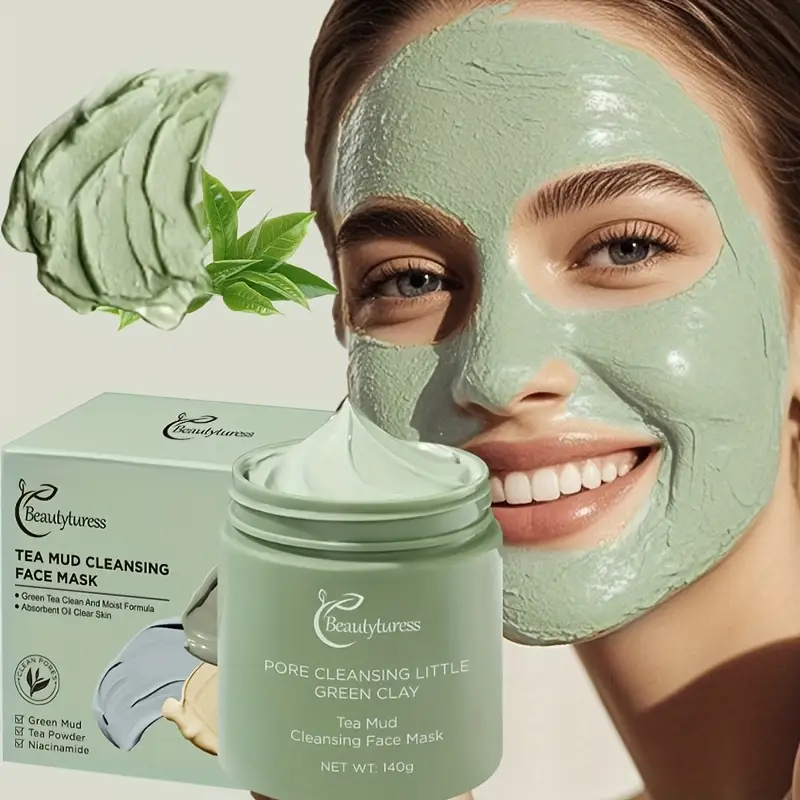 Beautyturess
Beautyturess
TEA MUD CLEANSING
FACE MASK
• Green Tea Clean And Moist Formula
• Absorbent Oil Clear Skin
CLEAN PORES
☑ Green Mud
☑ Tea Powder
☑ Niacinamide
Beautyturess
PORE CLEANSING LITTLE
GREEN CLAY
Tea Mud
Cleansing Face Mask
NET WT: 140g